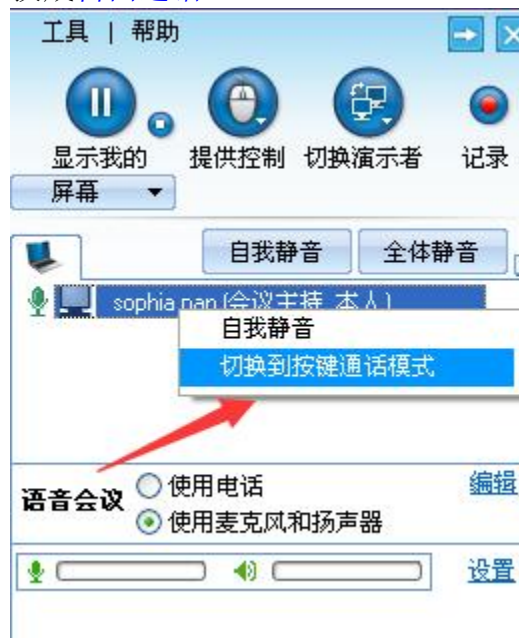 工具 | 帮助
显示我的 提供控制 切换演示者 记录
屏幕
自我静音 全体静音
sophia nan (会议主持 本人)
自我静音
切换到按键通话模式
使用电话 编辑
语音会议
使用麦克风和扬声器
设置